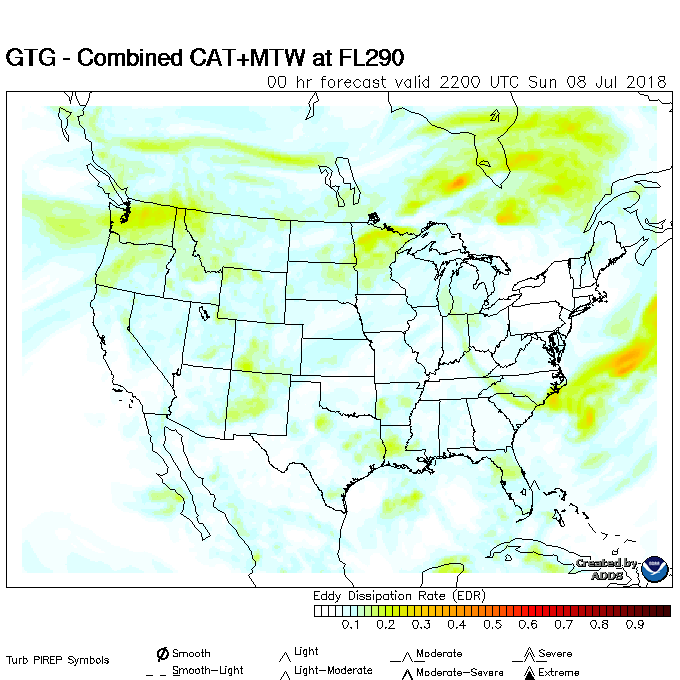 GTG - Combined CAT+MTW at FL290
00 hr forecast valid 2200 UTC Sun 08 Jul 2018
Created by
ADDS
Eddy Dissipation Rate (EDR)
0.1 0.2 0.3 0.4 0.5 0.6 0.7 0.8 0.9
Turb PIREP Symbols
Smooth Light Moderate Severe
Smooth-Light Light-Moderate Moderate-Severe Extreme